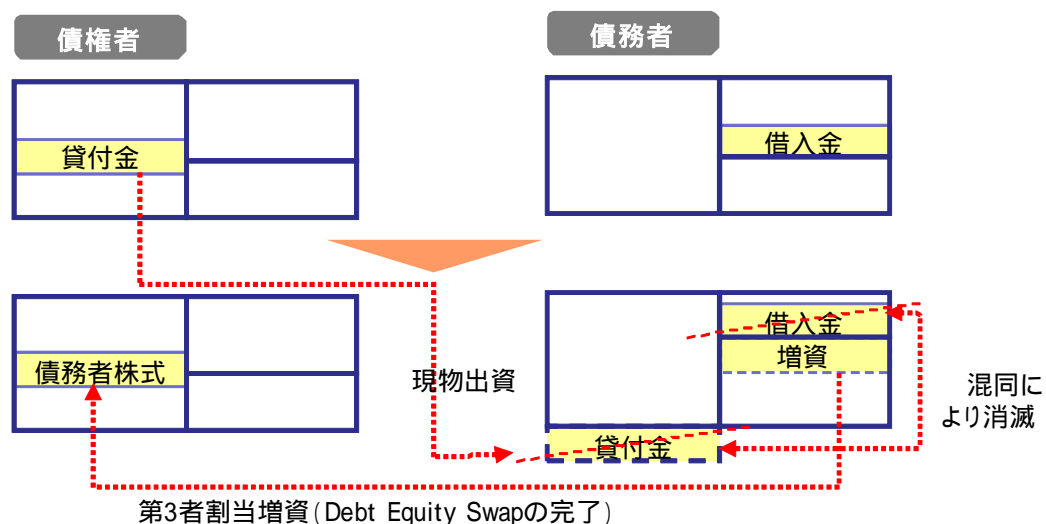 債権者
債務者
貸付金
借入金
借入金
増資
債務者株式
現物出資
混同に
より消滅
貸付金
第3者割当増資(Debt Equity Swapの完了)